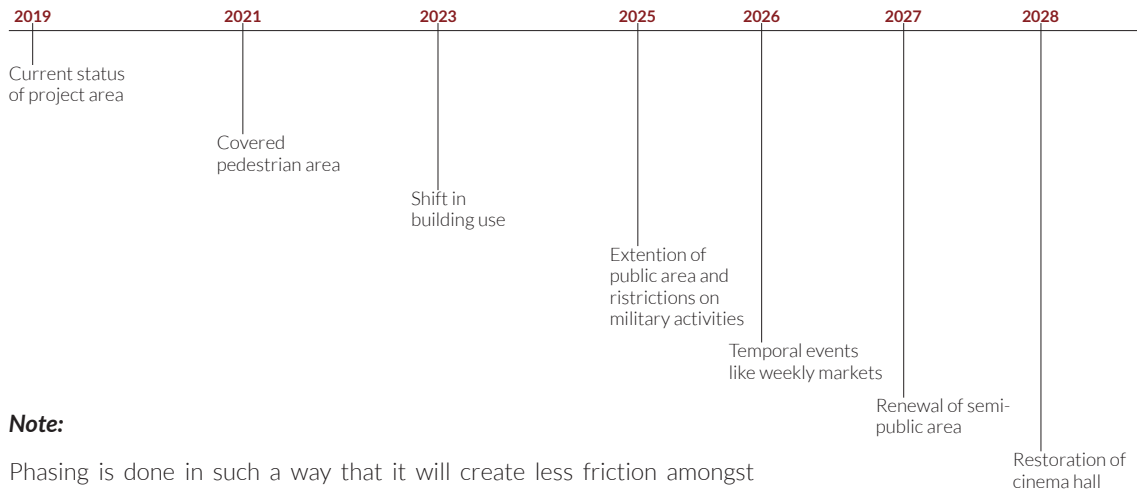 2019 2021 2023 2025 2026 2027 2028
Current status
of project area
Covered
pedestrian area
Shift in
building use
Extention of
public area and
ristrictions on
military activities
Temporal events
like weekly markets
Renewal of semi-
public area
Restoration of
cinema hall
Note:
Phasing is done in such a way that it will create less friction amongst